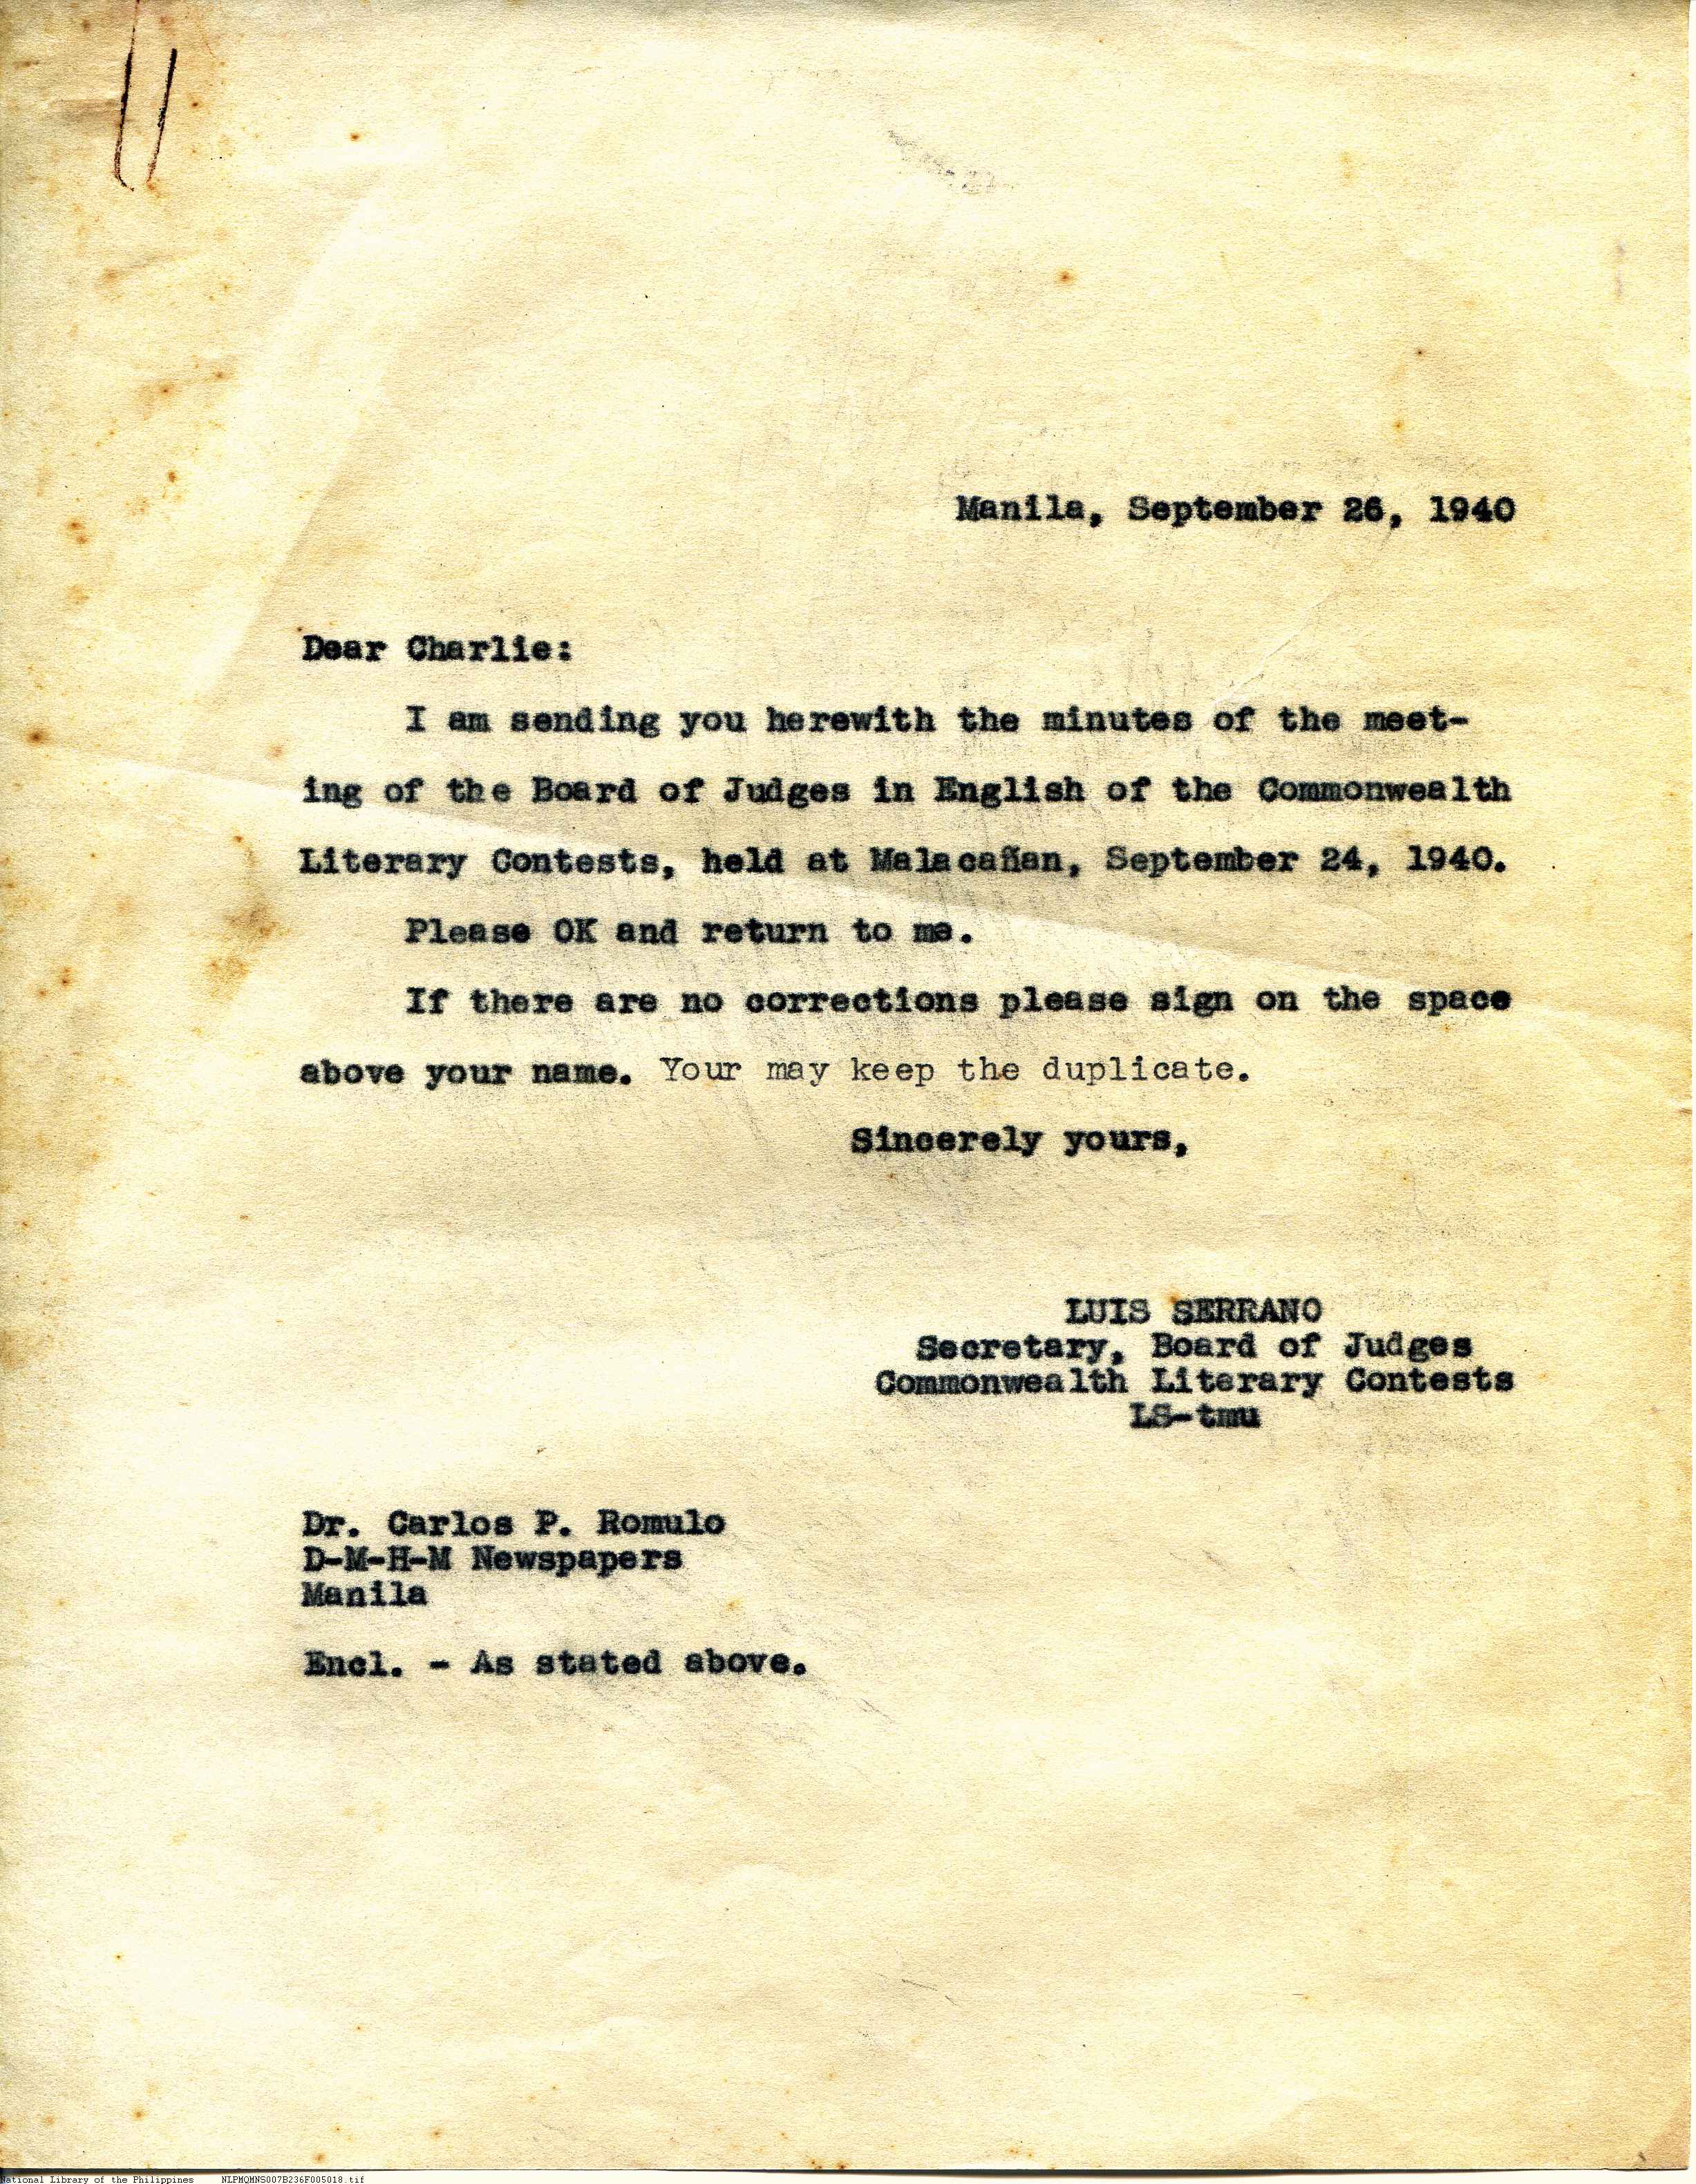 Manila, September 26, 1940
Dear Charlie:
I am sending you herewith the minutes of the meet-
ing of the Board of Judges in English of the Commonwealth
Literary Contests, held at Malacañan, September 24, 1940.
Please OK and return to me.
If there are no corrections please sign on the space
above your name. Your may keep the duplicate.
Sincerely yours,
LUIS SERRANO
Secretary, Board of Judges
Commonwealth Literary Contests
LS-tmu
Dr. Carlos P. Romulo
D-M-H-M Newspapers
Manila
Encl. - As stated above.
National Library of the Philippines NLPMQMNS007B236F005018.tif